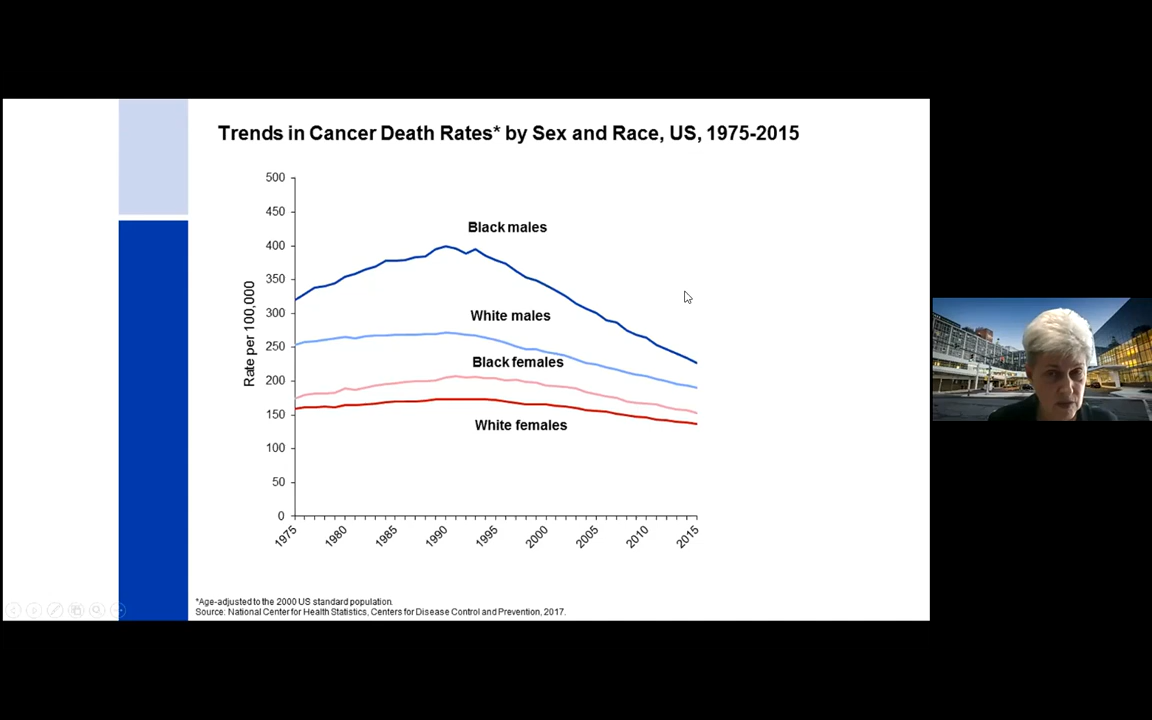 Trends in Cancer Death Rates* by Sex and Race, US, 1975-2015
Rate per 100,000
500
450
400
350
300
250
200
150
100
50
0
Black males
White males
Black females
White females
1975
1980
1985
1990
1995
2000
2005
2010
2015
*Age-adjusted to the 2000 US standard population.
Source: National Center for Health Statistics, Centers for Disease Control and Prevention, 2017.